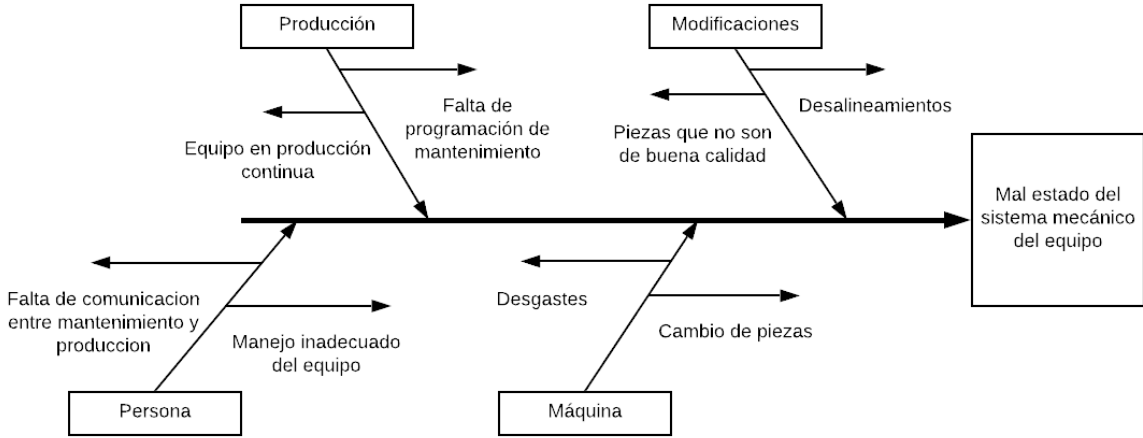 Producción
Modificaciones
Falta de
programación de
mantenimiento
Equipo en producción
continua
Desalineamientos
Piezas que no son
de buena calidad
Mal estado del
sistema mecánico
del equipo
Falta de comunicacion
entre mantenimiento y
produccion
Manejo inadecuado
del equipo
Desgastes
Cambio de piezas
Persona
Máquina